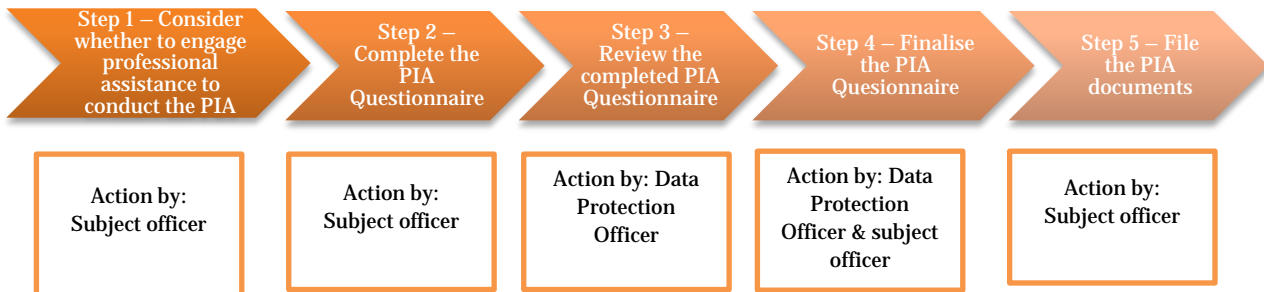 Step 1 – Consider
whether to engage
professional
assistance to
conduct the PIA
Step 2 –
Complete the
PIA
Questionnaire
Step 3 –
Review the
completed PIA
Questionnaire
Step 4 – Finalise
the PIA
Quesionnaire
Step 5 – File
the PIA
documents
Action by:
Subject officer
Action by:
Subject officer
Action by: Data
Protection
Officer
Action by: Data
Protection
Officer & subject
officer
Action by:
Subject officer